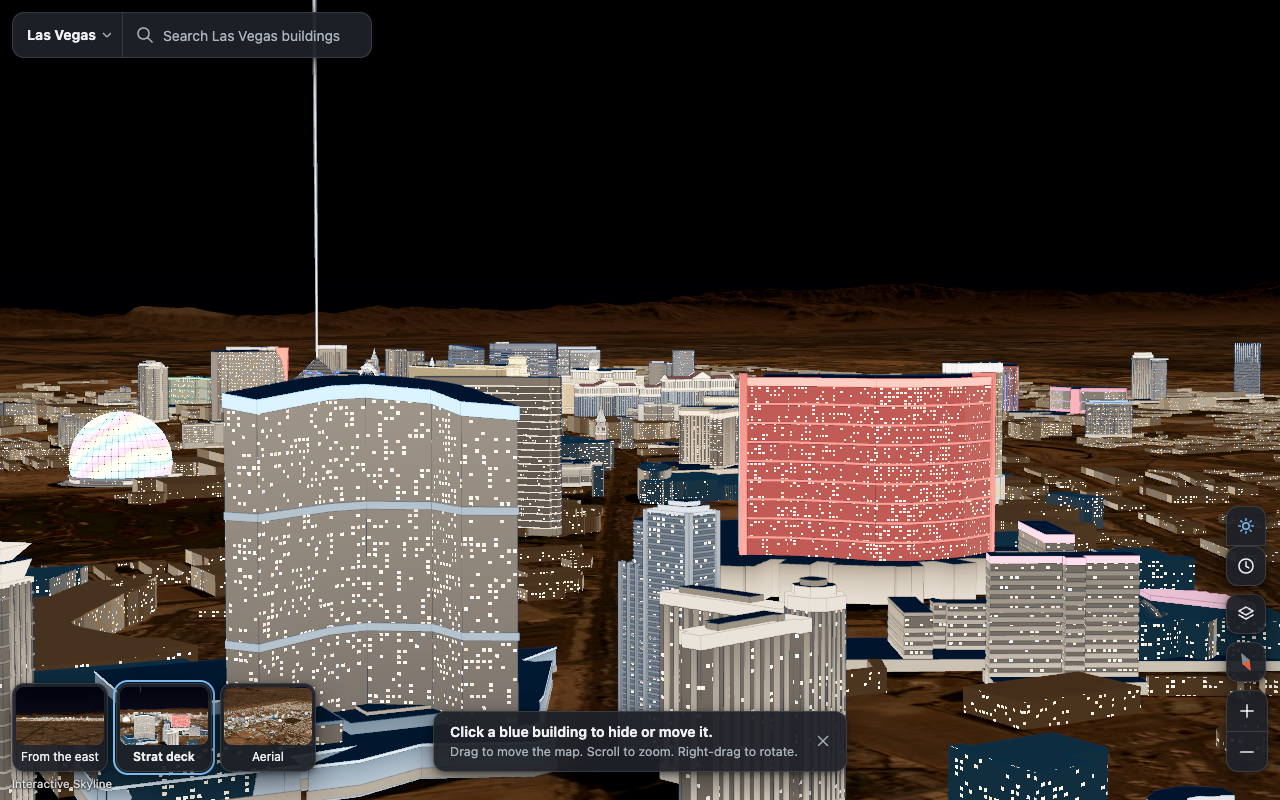 Las Vegas
Search Las Vegas buildings
Click a blue building to hide or move it.
Drag to move the map. Scroll to zoom. Right-drag to rotate.
From the east
Strat deck
Aerial
Interactive Skyline